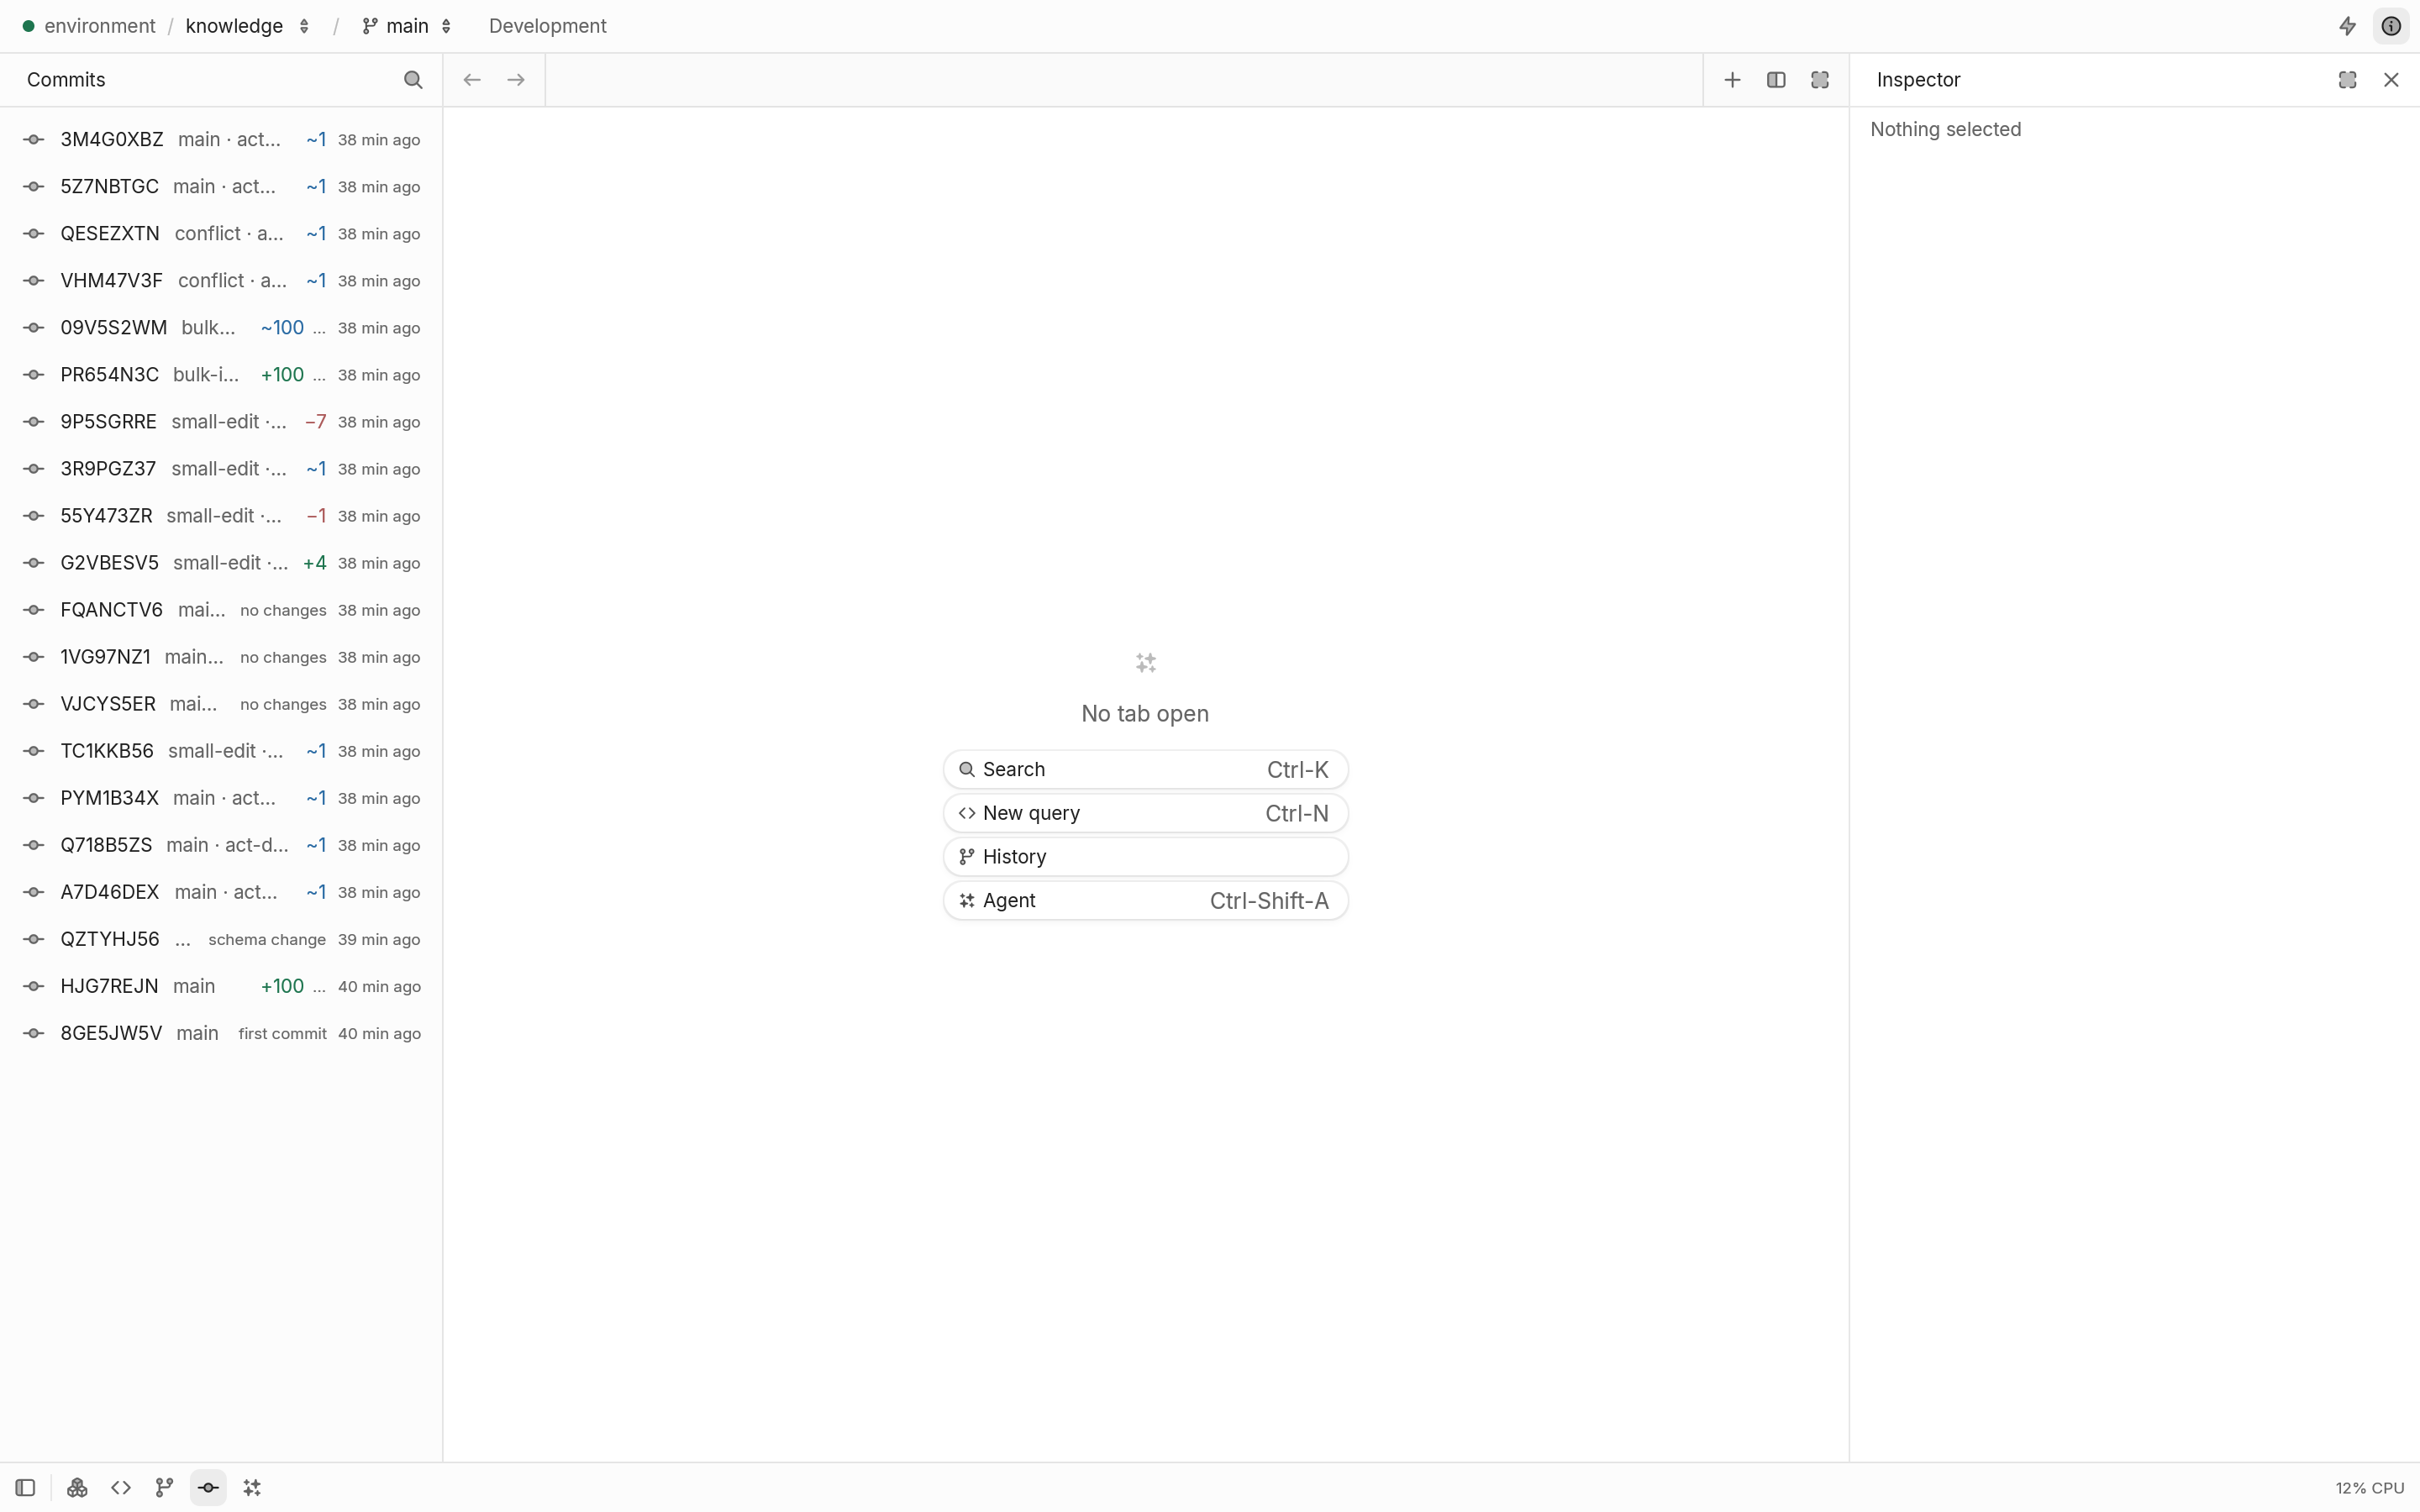 environment / knowledge / main Development
Commits
Inspector
Nothing selected
3M4G0XBZ main · act... ~1 38 min ago
5Z7NBTGC main · act... ~1 38 min ago
QESEZXTN conflict · a... ~1 38 min ago
VHM47V3F conflict · a... ~1 38 min ago
09V5S2WM bulk... ~100 ... 38 min ago
PR654N3C bulk-i... +100 ... 38 min ago
9P5SGRRE small-edit ·... −7 38 min ago
3R9PGZ37 small-edit ·... ~1 38 min ago
55Y473ZR small-edit ·... −1 38 min ago
G2VBESV5 small-edit ·... +4 38 min ago
FQANCTV6 mai... no changes 38 min ago
1VG97NZ1 main... no changes 38 min ago
VJCYS5ER mai... no changes 38 min ago
TC1KKB56 small-edit ·... ~1 38 min ago
PYM1B34X main · act... ~1 38 min ago
Q718B5ZS main · act-d... ~1 38 min ago
A7D46DEX main · act... ~1 38 min ago
QZTYHJ56 ... schema change 39 min ago
HJG7REJN main +100 ... 40 min ago
8GE5JW5V main first commit 40 min ago
No tab open
Search Ctrl-K
New query Ctrl-N
History
Agent Ctrl-Shift-A
12% CPU